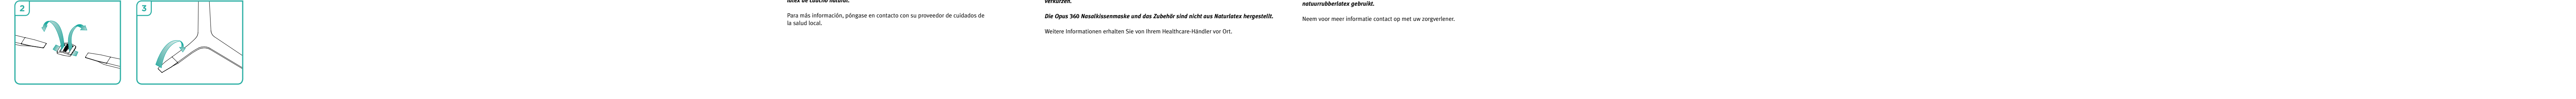 2
3
látex de caucho natural.
Para más información, póngase en contacto con su proveedor de cuidados de
la salud local.
verkürzen.
Die Opus 360 Nasalkissenmaske und das Zubehör sind nicht aus Naturlatex hergestellt.
Weitere Informationen erhalten Sie von Ihrem Healthcare-Händler vor Ort.
natuurrubberlatex gebruikt.
Neem voor meer informatie contact op met uw zorgverlener.